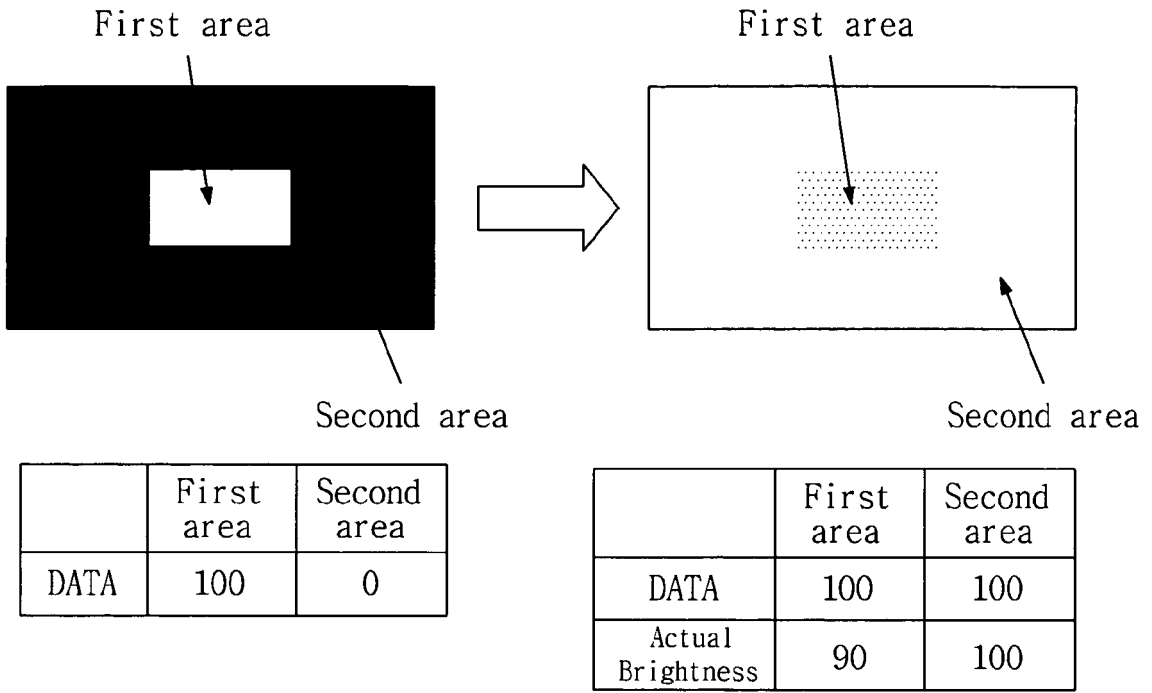 First area
First area
Second area
Second area
First area
Second area
DATA
100
0
First area
Second area
DATA
100
100
Actual Brightness
90
100